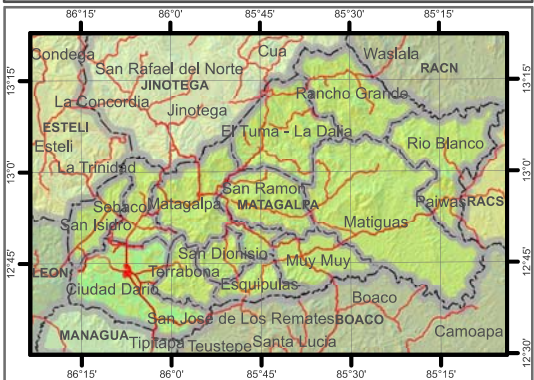 86°15' 86°0' 85°45' 85°30' 85°15'
Condega
Cua
Waslala
San Rafael del Norte
RACN
13°15'
13°15'
JINOTEGA
Rancho Grande
La Concordia
Jinotega
ESTELI
El Tuma - La Dalia
Esteli
Rio Blanco
La Trinidad
13°0'
13°0'
San Ramon
Sebaco
Matagalpa
MATAGALPA
Paiwas
RACS
San Isidro
Matiguas
San Dionisio
Muy Muy
12°45'
12°45'
LEON
Terrabona
Ciudad Dario
Esquipulas
Boaco
San Jose de Los Remates
BOACO
MANAGUA
Tipitapa
Teustepe
Santa Lucia
Camoapa
12°30'
86°15' 86°0' 85°45' 85°30' 85°15'